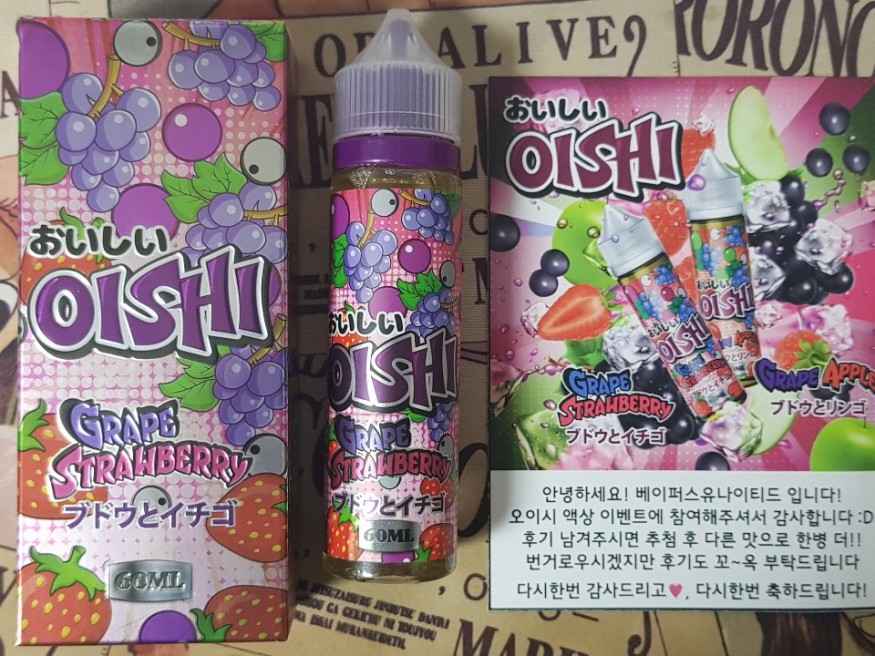 おいしい
OISHI
GRAPE
STRAWBERRY
ブドウとイチゴ
60ML
おいしい
OISHI
GRAPE
STRAWBERRY
ブドウとイチゴ
60ML
おいしい
OISHI
おいしい
OISHI
OISHI
GRAPE
STRAWBERRY
ブドウとイチゴ
GRAPE APPLE
ブドウとリンゴ
안녕하세요! 베이퍼스유나이티드 입니다!
오이시 액상 이벤트에 참여해주셔서 감사합니다 :D
후기 남겨주시면 추첨 후 다른 맛으로 한병 더!!
번거로우시겠지만 후기도 꼬~옥 부탁드립니다
다시한번 감사드리고♥, 다시한번 축하드립니다!
ALIVE